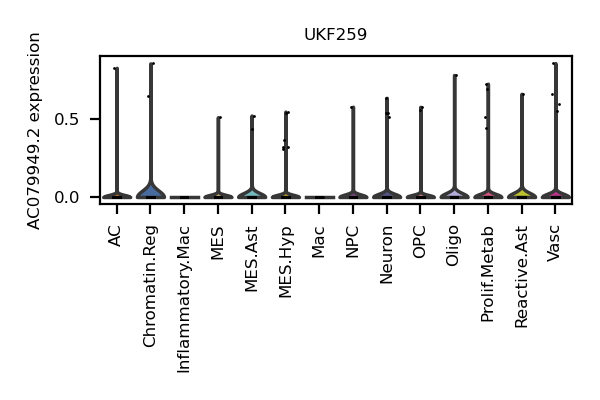 UKF259
AC079949.2 expression
0.5
0.0
AC
Chromatin.Reg
Inflammatory.Mac
MES
MES.Ast
MES.Hyp
Mac
NPC
Neuron
OPC
Oligo
Prolif.Metab
Reactive.Ast
Vasc